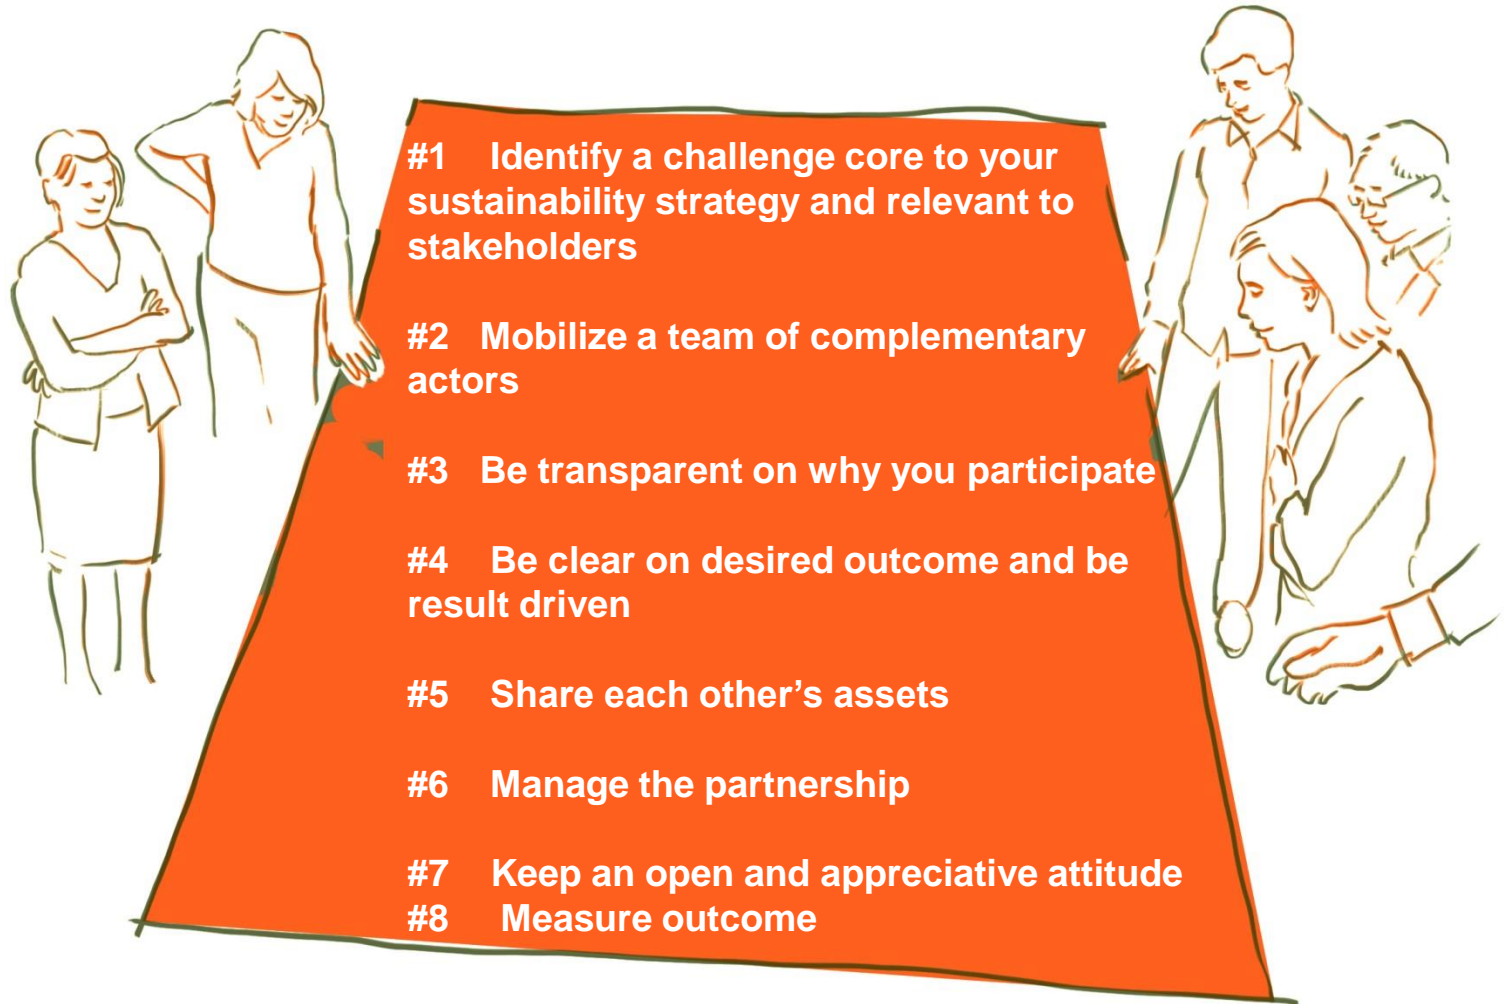 #1 Identify a challenge core to your
sustainability strategy and relevant to
stakeholders
#2 Mobilize a team of complementary
actors
#3 Be transparent on why you participate
#4 Be clear on desired outcome and be
result driven
#5 Share each other’s assets
#6 Manage the partnership
#7 Keep an open and appreciative attitude
#8 Measure outcome